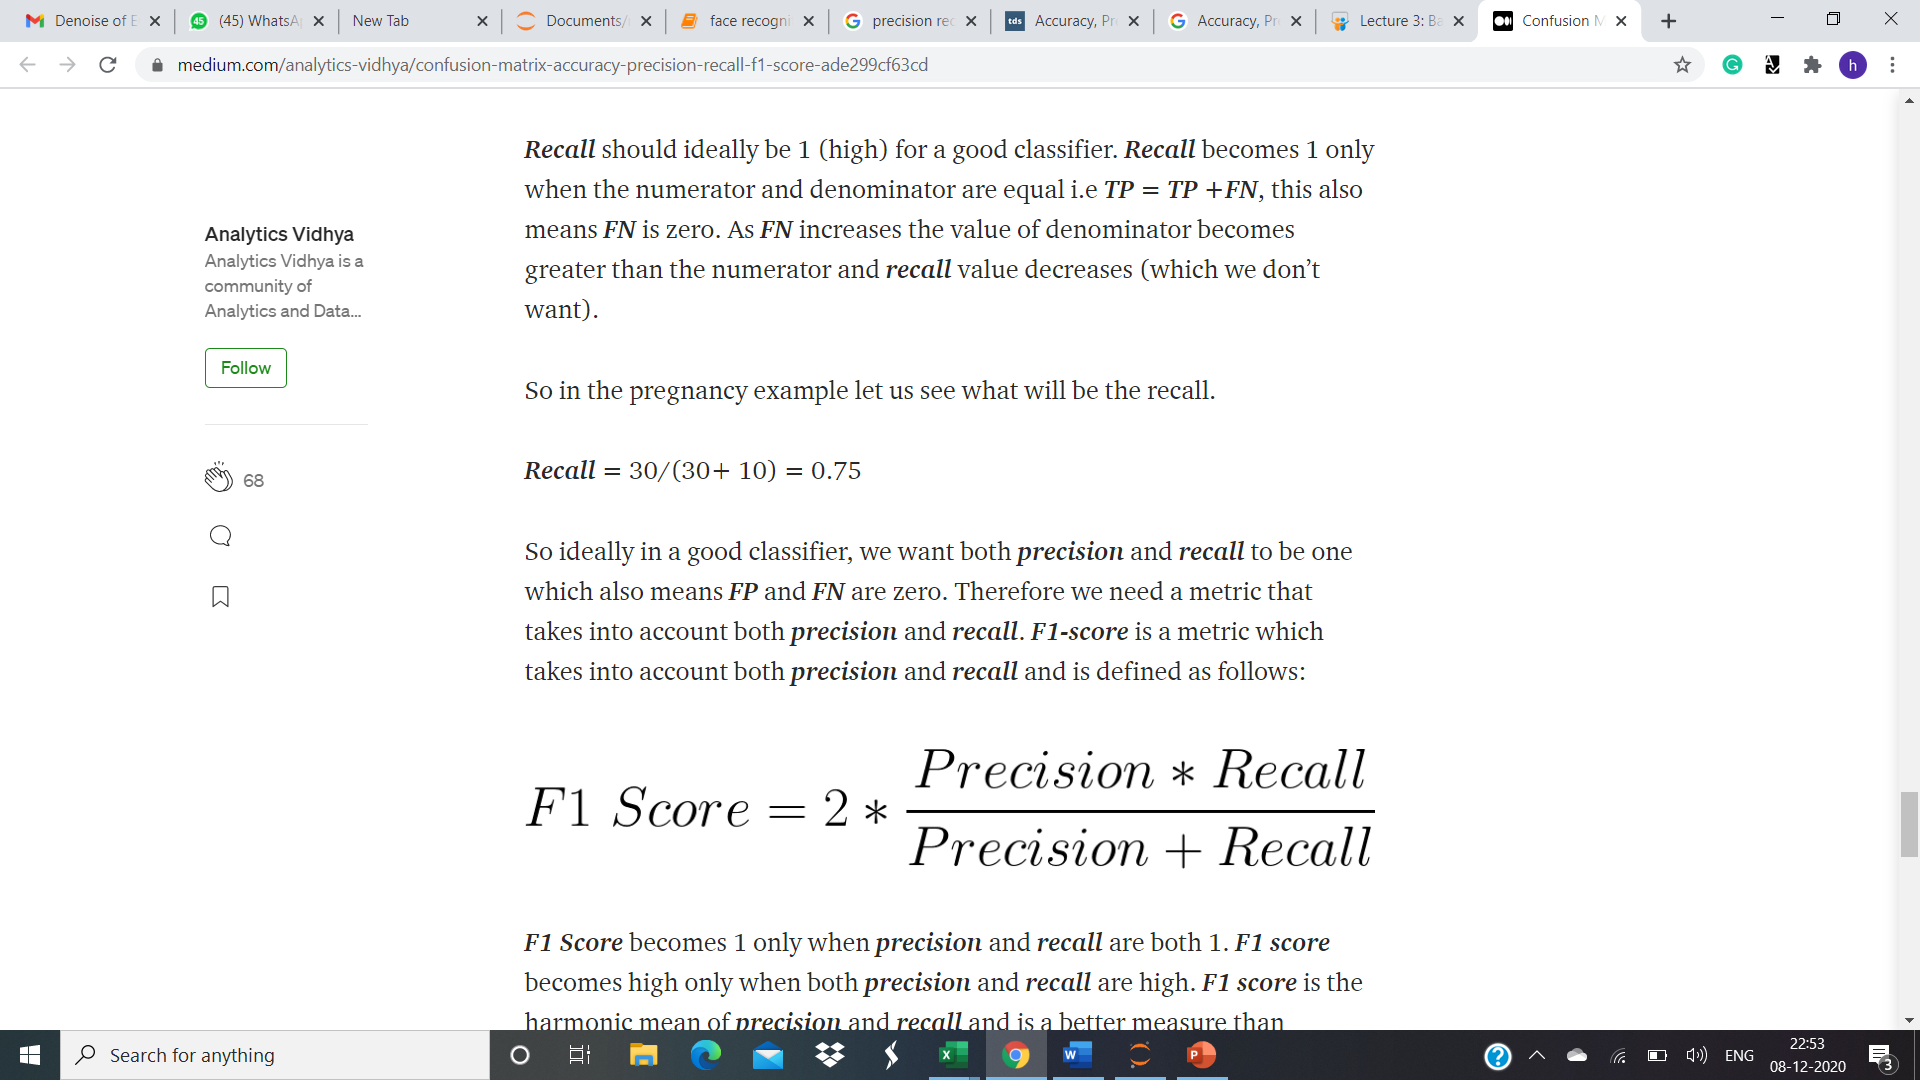 Denoise of E
(45) WhatsA
New Tab
Documents/
face recogni
precision rec
tds
Accuracy, Pr
Accuracy, Pr
Lecture 3: Ba
Confusion M
medium.com/analytics-vidhya/confusion-matrix-accuracy-precision-recall-f1-score-ade299cf63cd
h
Analytics Vidhya
Analytics Vidhya is a
community of
Analytics and Data...
Follow
68
Recall should ideally be 1 (high) for a good classifier. Recall becomes 1 only
when the numerator and denominator are equal i.e TP = TP +FN, this also
means FN is zero. As FN increases the value of denominator becomes
greater than the numerator and recall value decreases (which we don’t
want).
So in the pregnancy example let us see what will be the recall.
Recall = 30/(30+ 10) = 0.75
So ideally in a good classifier, we want both precision and recall to be one
which also means FP and FN are zero. Therefore we need a metric that
takes into account both precision and recall. F1-score is a metric which
takes into account both precision and recall and is defined as follows:
F1 Score = 2 * Precision * Recall / Precision + Recall
F1 Score becomes 1 only when precision and recall are both 1. F1 score
becomes high only when both precision and recall are high. F1 score is the
harmonic mean of precision and recall and is a better measure than
Search for anything
ENG
22:53
08-12-2020
3